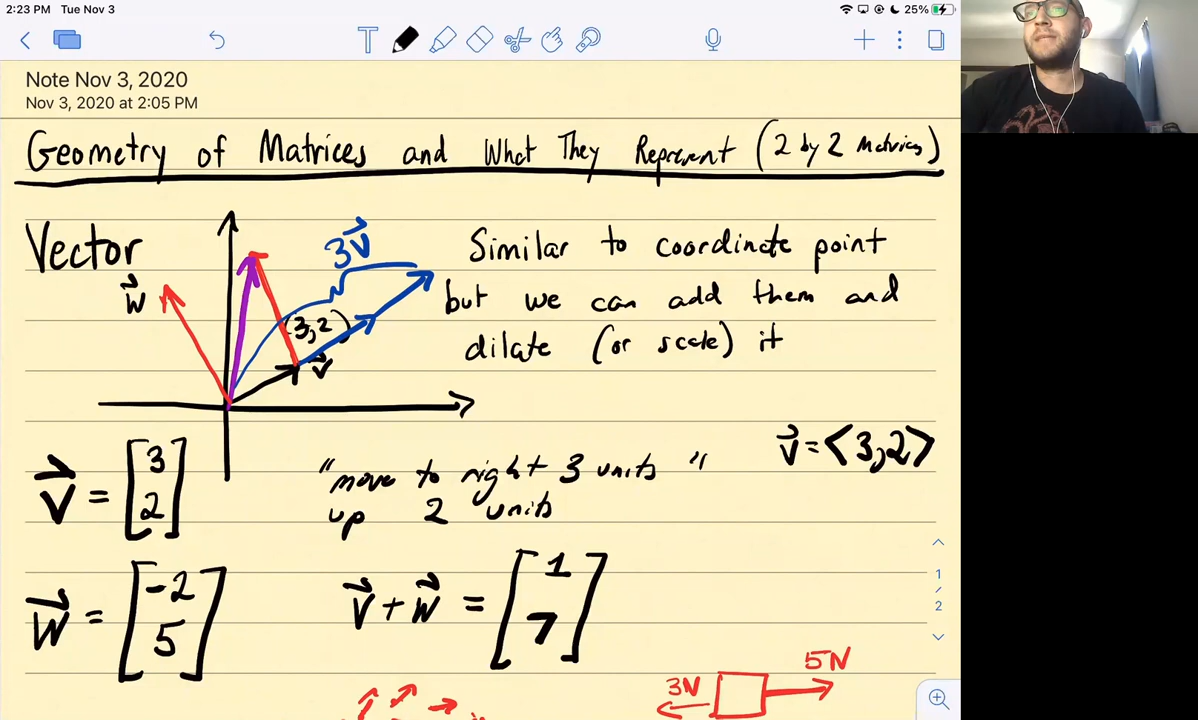 2:23 PM Tue Nov 3
25%
Note Nov 3, 2020
Nov 3, 2020 at 2:05 PM
Geometry of Matrices and What They Represent (2 by 2 Matrices)
Vector
3v⃗
w⃗
(3,2)
v⃗
Similar to coordinate point
but we can add them and
dilate (or scale) it
v⃗ = <3,2>
v⃗ = [3 2]
"move to right 3 units"
up 2 units
w⃗ = [-2 5]
v⃗ + w⃗ = [1 7]
1/2
5N
3N